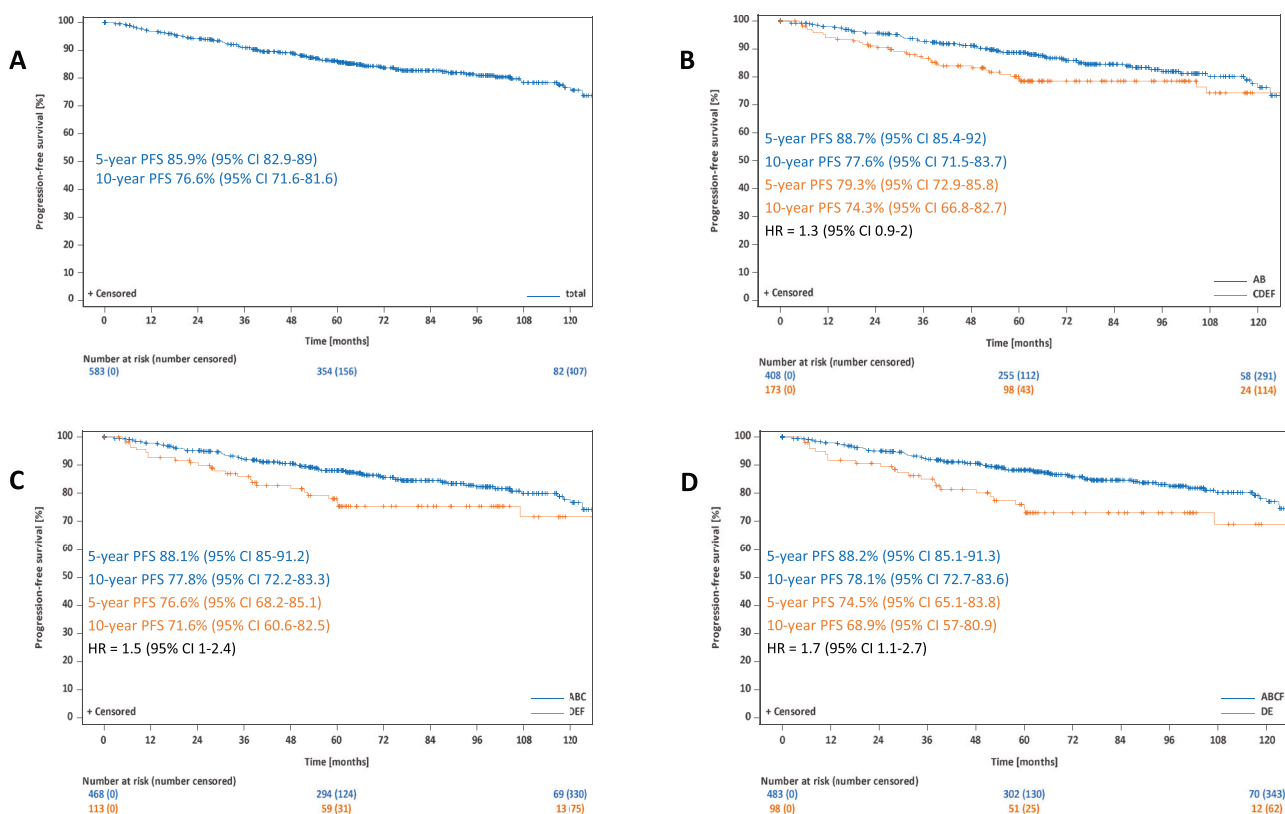 A
Progression-free survival [%]
100
90
80
70
60
50
40
30
20
10
0
5-year PFS 85.9% (95% CI 82.9-89)
10-year PFS 76.6% (95% CI 71.6-81.6)
+ Censored
total
0 12 24 36 48 60 72 84 96 108 120
Time [months]
Number at risk (number censored)
583 (0) 354 (156) 82 (407)
B
Progression-free survival [%]
100
90
80
70
60
50
40
30
20
10
0
5-year PFS 88.7% (95% CI 85.4-92)
10-year PFS 77.6% (95% CI 71.5-83.7)
5-year PFS 79.3% (95% CI 72.9-85.8)
10-year PFS 74.3% (95% CI 66.8-82.7)
HR = 1.3 (95% CI 0.9-2)
AB
+ Censored
CDEF
0 12 24 36 48 60 72 84 96 108 120
Time [months]
Number at risk (number censored)
408 (0) 255 (112) 58 (291)
173 (0) 98 (43) 24 (114)
C
Progression-free survival [%]
100
90
80
70
60
50
40
30
20
10
0
5-year PFS 88.1% (95% CI 85-91.2)
10-year PFS 77.8% (95% CI 72.2-83.3)
5-year PFS 76.6% (95% CI 68.2-85.1)
10-year PFS 71.6% (95% CI 60.6-82.5)
HR = 1.5 (95% CI 1-2.4)
ABC
+ Censored
DEF
0 12 24 36 48 60 72 84 96 108 120
Time [months]
Number at risk (number censored)
468 (0) 294 (124) 69 (330)
113 (0) 59 (31) 13 (75)
D
Progression-free survival [%]
100
90
80
70
60
50
40
30
20
10
0
5-year PFS 88.2% (95% CI 85.1-91.3)
10-year PFS 78.1% (95% CI 72.7-83.6)
5-year PFS 74.5% (95% CI 65.1-83.8)
10-year PFS 68.9% (95% CI 57-80.9)
HR = 1.7 (95% CI 1.1-2.7)
ABCF
+ Censored
DE
0 12 24 36 48 60 72 84 96 108 120
Time [months]
Number at risk (number censored)
483 (0) 302 (130) 70 (343)
98 (0) 51 (25) 12 (62)